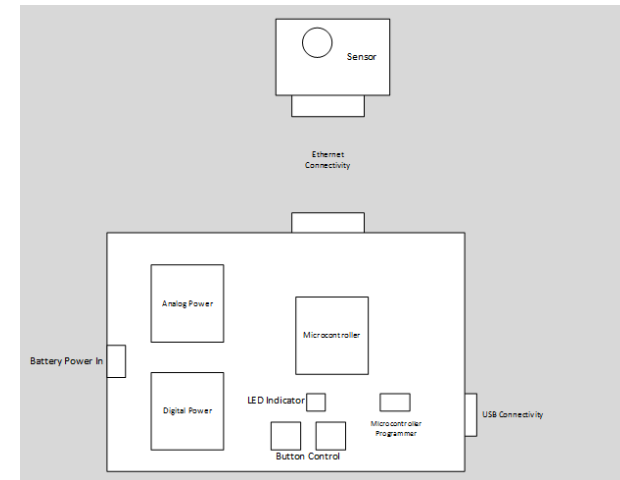 Sensor
Ethernet
Connectivity
Analog Power
Microcontroller
Battery Power In
LED Indicator
Digital Power
USB Connectivity
Microcontroller
Programmer
Button Control